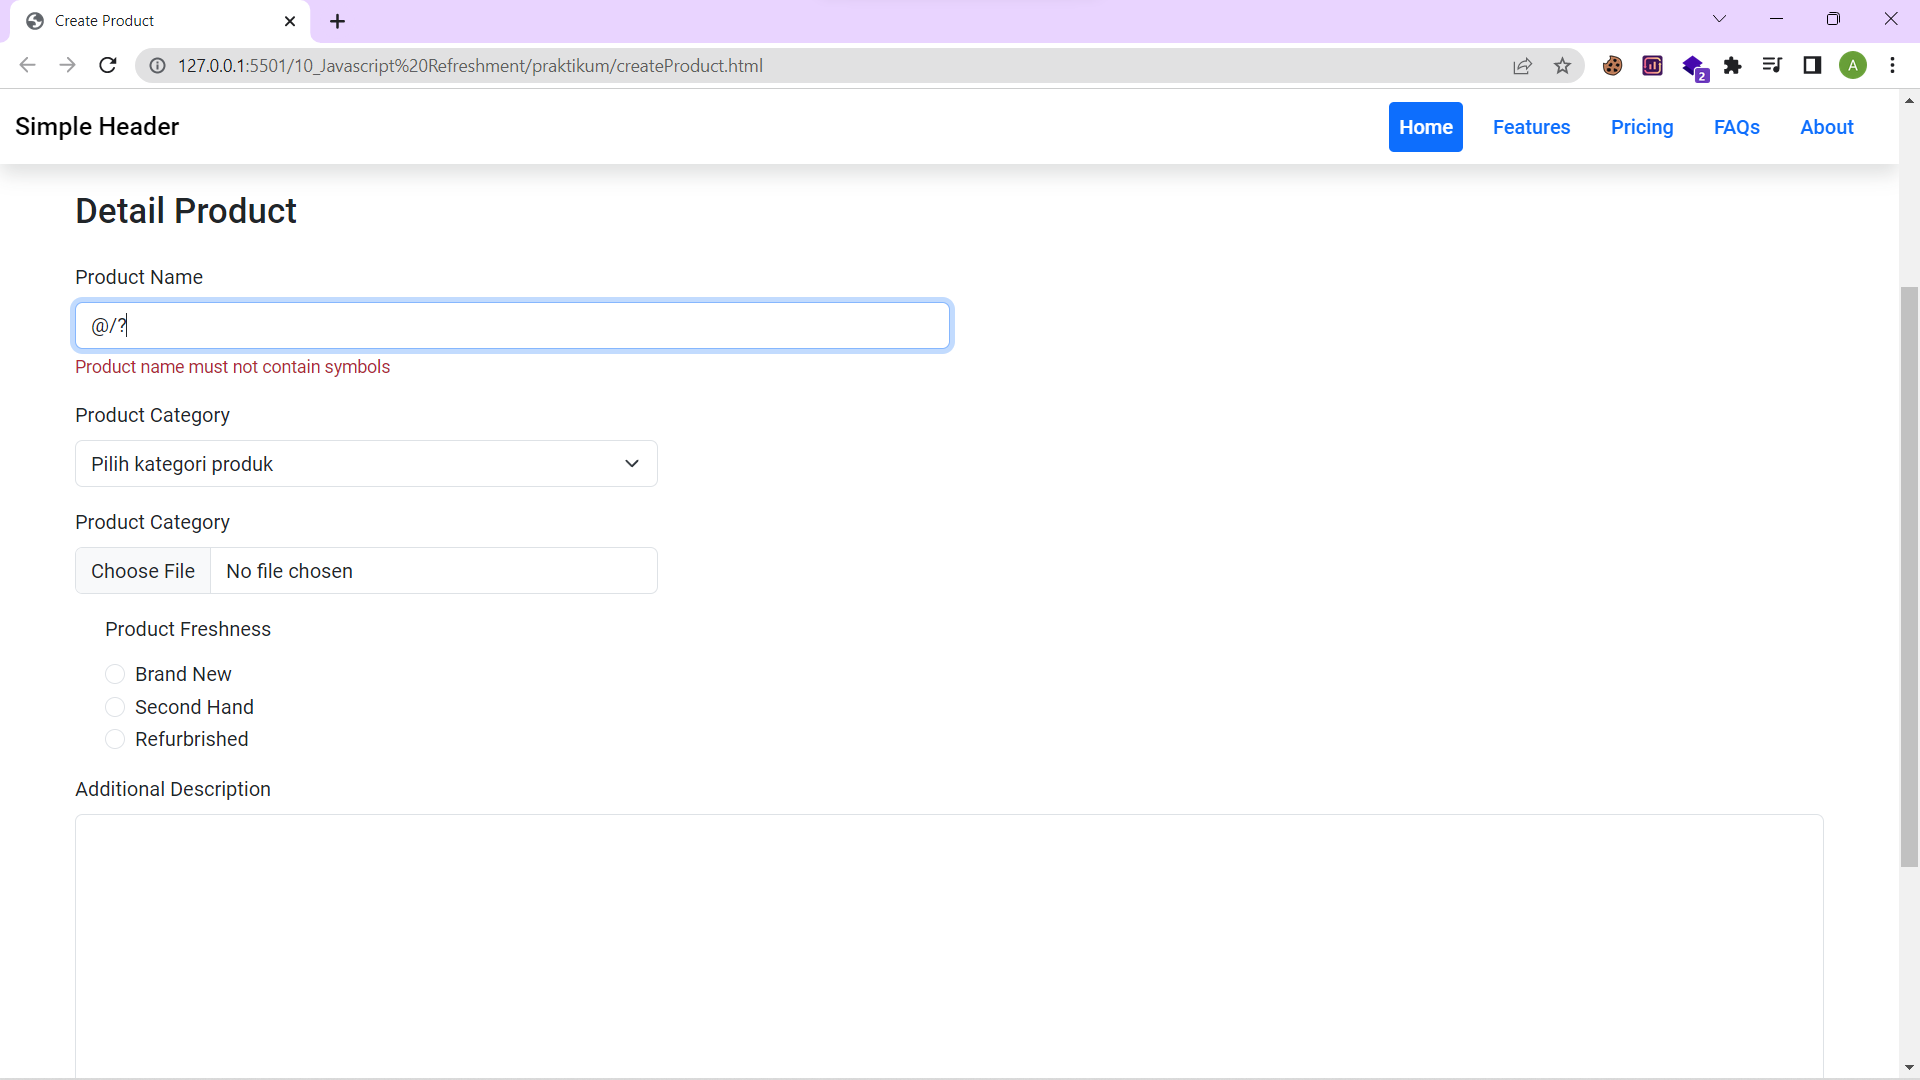 Create Product
127.0.0.1:5501/10_Javascript%20Refreshment/praktikum/createProduct.html
2
A
Simple Header
Home Features Pricing FAQs About
Detail Product
Product Name
@/?
Product name must not contain symbols
Product Category
Pilih kategori produk
Product Category
Choose File No file chosen
Product Freshness
Brand New
Second Hand
Refurbrished
Additional Description